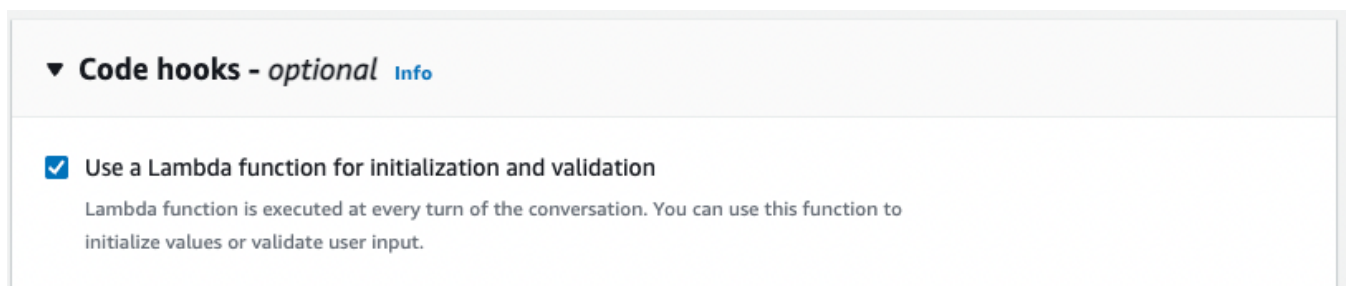 Code hooks - optional Info
Use a Lambda function for initialization and validation
Lambda function is executed at every turn of the conversation. You can use this function to
initialize values or validate user input.